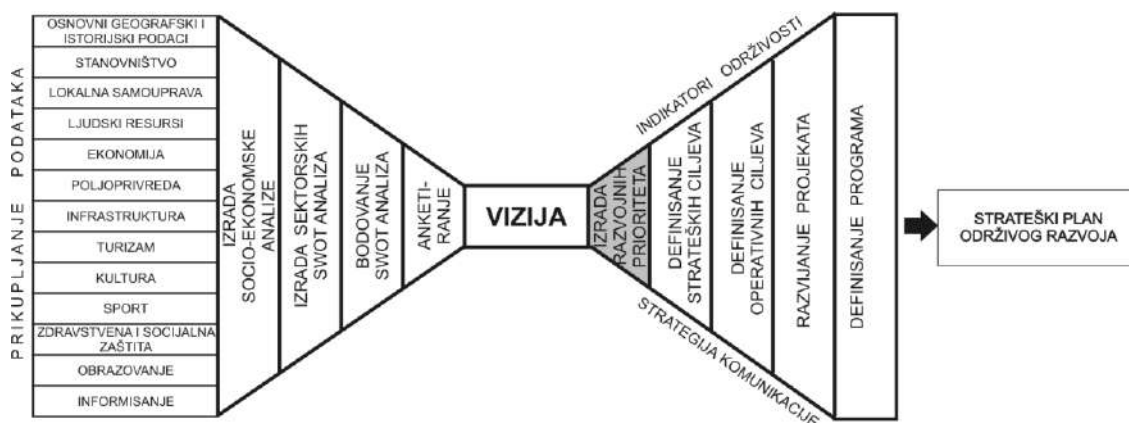 PRIKUPLJANJE PODATAKA
OSNOVNI GEOGRAFSKI I
ISTORIJSKI PODACI
STANOVNIŠTVO
LOKALNA SAMOUPRAVA
LJUDSKI RESURSI
EKONOMIJA
POLJOPRIVREDA
INFRASTRUKTURA
TURIZAM
KULTURA
SPORT
ZDRAVSTVENA I SOCIJALNA
ZAŠTITA
OBRAZOVANJE
INFORMISANJE
IZRADA
SOCIO-EKONOMSKE
ANALIZE
IZRADA SEKTORSKIH
SWOT ANALIZA
BODOVANJE
SWOT ANALIZA
ANKETI-
RANJE
VIZIJA
INDIKATORI ODRŽIVOSTI
IZRADA
RAZVOJNIH
PRIORITETA
DEFINISANJE
STRATEŠKIH CILJEVA
DEFINISANJE
OPERATIVNIH CILJEVA
RAZVIJANJE PROJEKATA
DEFINISANJE PROGRAMA
STRATEGIJA KOMUNIKACIJE
STRATEŠKI PLAN
ODRŽIVOG RAZVOJA